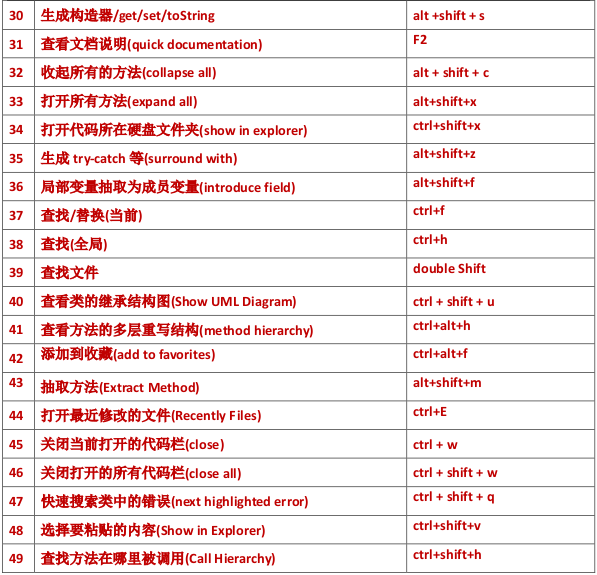 30 生成构造器/get/set/toString alt +shift + s
31 查看文档说明(quick documentation) F2
32 收起所有的方法(collapse all) alt + shift + c
33 打开所有方法(expand all) alt+shift+x
34 打开代码所在硬盘文件夹(show in explorer) ctrl+shift+x
35 生成 try-catch 等(surround with) alt+shift+z
36 局部变量抽取为成员变量(introduce field) alt+shift+f
37 查找/替换(当前) ctrl+f
38 查找(全局) ctrl+h
39 查找文件 double Shift
40 查看类的继承结构图(Show UML Diagram) ctrl + shift + u
41 查看方法的多层重写结构(method hierarchy) ctrl+alt+h
42 添加到收藏(add to favorites) ctrl+alt+f
43 抽取方法(Extract Method) alt+shift+m
44 打开最近修改的文件(Recently Files) ctrl+E
45 关闭当前打开的代码栏(close) ctrl + w
46 关闭打开的所有代码栏(close all) ctrl + shift + w
47 快速搜索类中的错误(next highlighted error) ctrl + shift + q
48 选择要粘贴的内容(Show in Explorer) ctrl+shift+v
49 查找方法在哪里被调用(Call Hierarchy) ctrl+shift+h